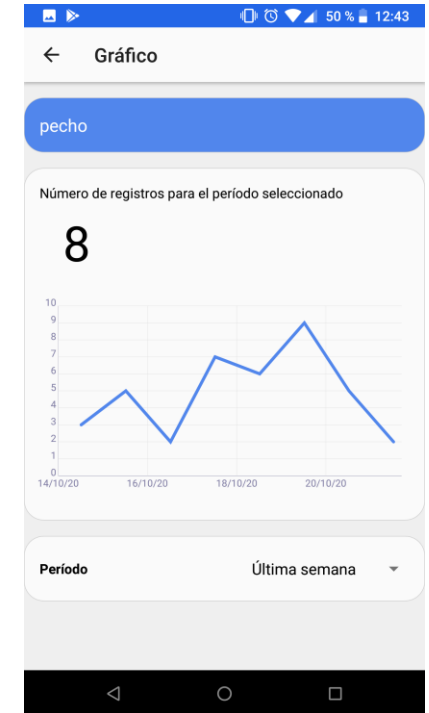 50 % 12:43
Gráfico
pecho
Número de registros para el período seleccionado
8
10
9
8
7
6
5
4
3
2
1
0
14/10/20 16/10/20 18/10/20 20/10/20
Período Última semana